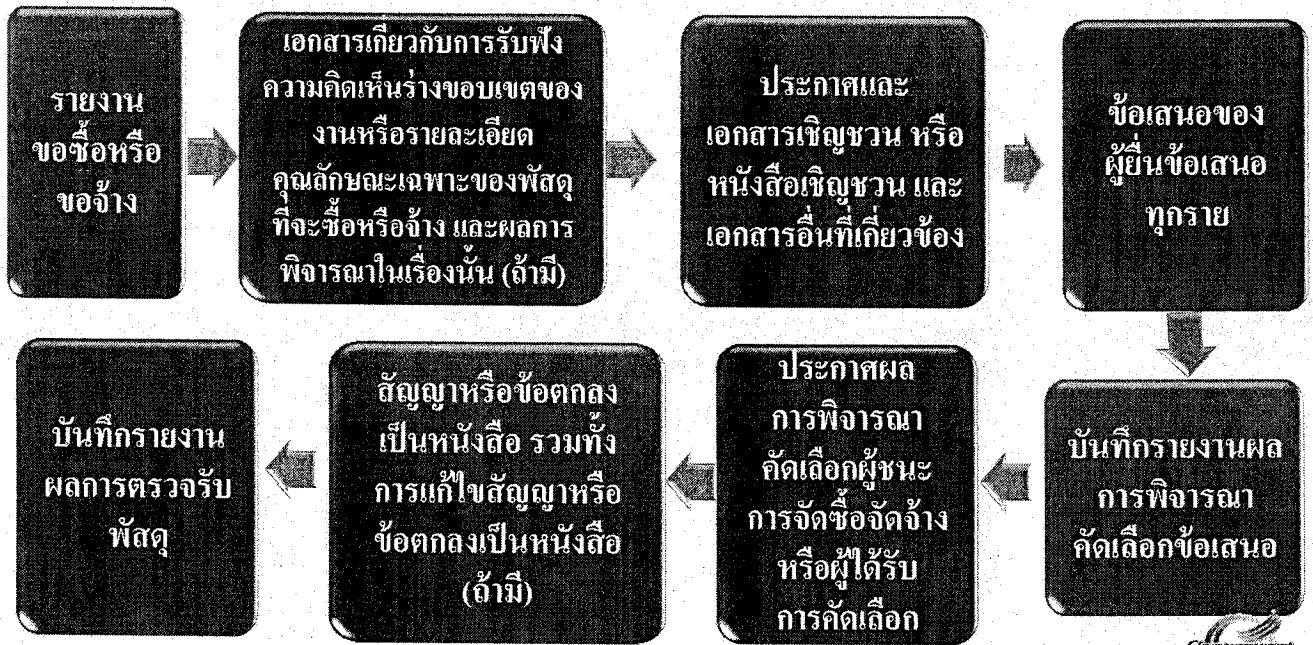 รายงาน
ขอซื้อหรือ
ขอจ้าง
เอกสารเกี่ยวกับการรับฟัง
ความคิดเห็นร่างขอบเขตของ
งานหรือรายละเอียด
คุณลักษณะเฉพาะของพัสดุ
ที่จะซื้อหรือจ้าง และผลการ
พิจารณาในเรื่องนั้น (ถ้ามี)
ประกาศและ
เอกสารเชิญชวน หรือ
หนังสือเชิญชวน และ
เอกสารอื่นที่เกี่ยวข้อง
ข้อเสนอของ
ผู้ยื่นข้อเสนอ
ทุกราย
บันทึกรายงานผล
การพิจารณา
คัดเลือกข้อเสนอ
ประกาศผล
การพิจารณา
คัดเลือกผู้ชนะ
การจัดซื้อจัดจ้าง
หรือผู้ได้รับ
การคัดเลือก
สัญญาหรือข้อตกลง
เป็นหนังสือ รวมทั้ง
การแก้ไขสัญญาหรือ
ข้อตกลงเป็นหนังสือ
(ถ้ามี)
บันทึกรายงาน
ผลการตรวจรับ
พัสดุ